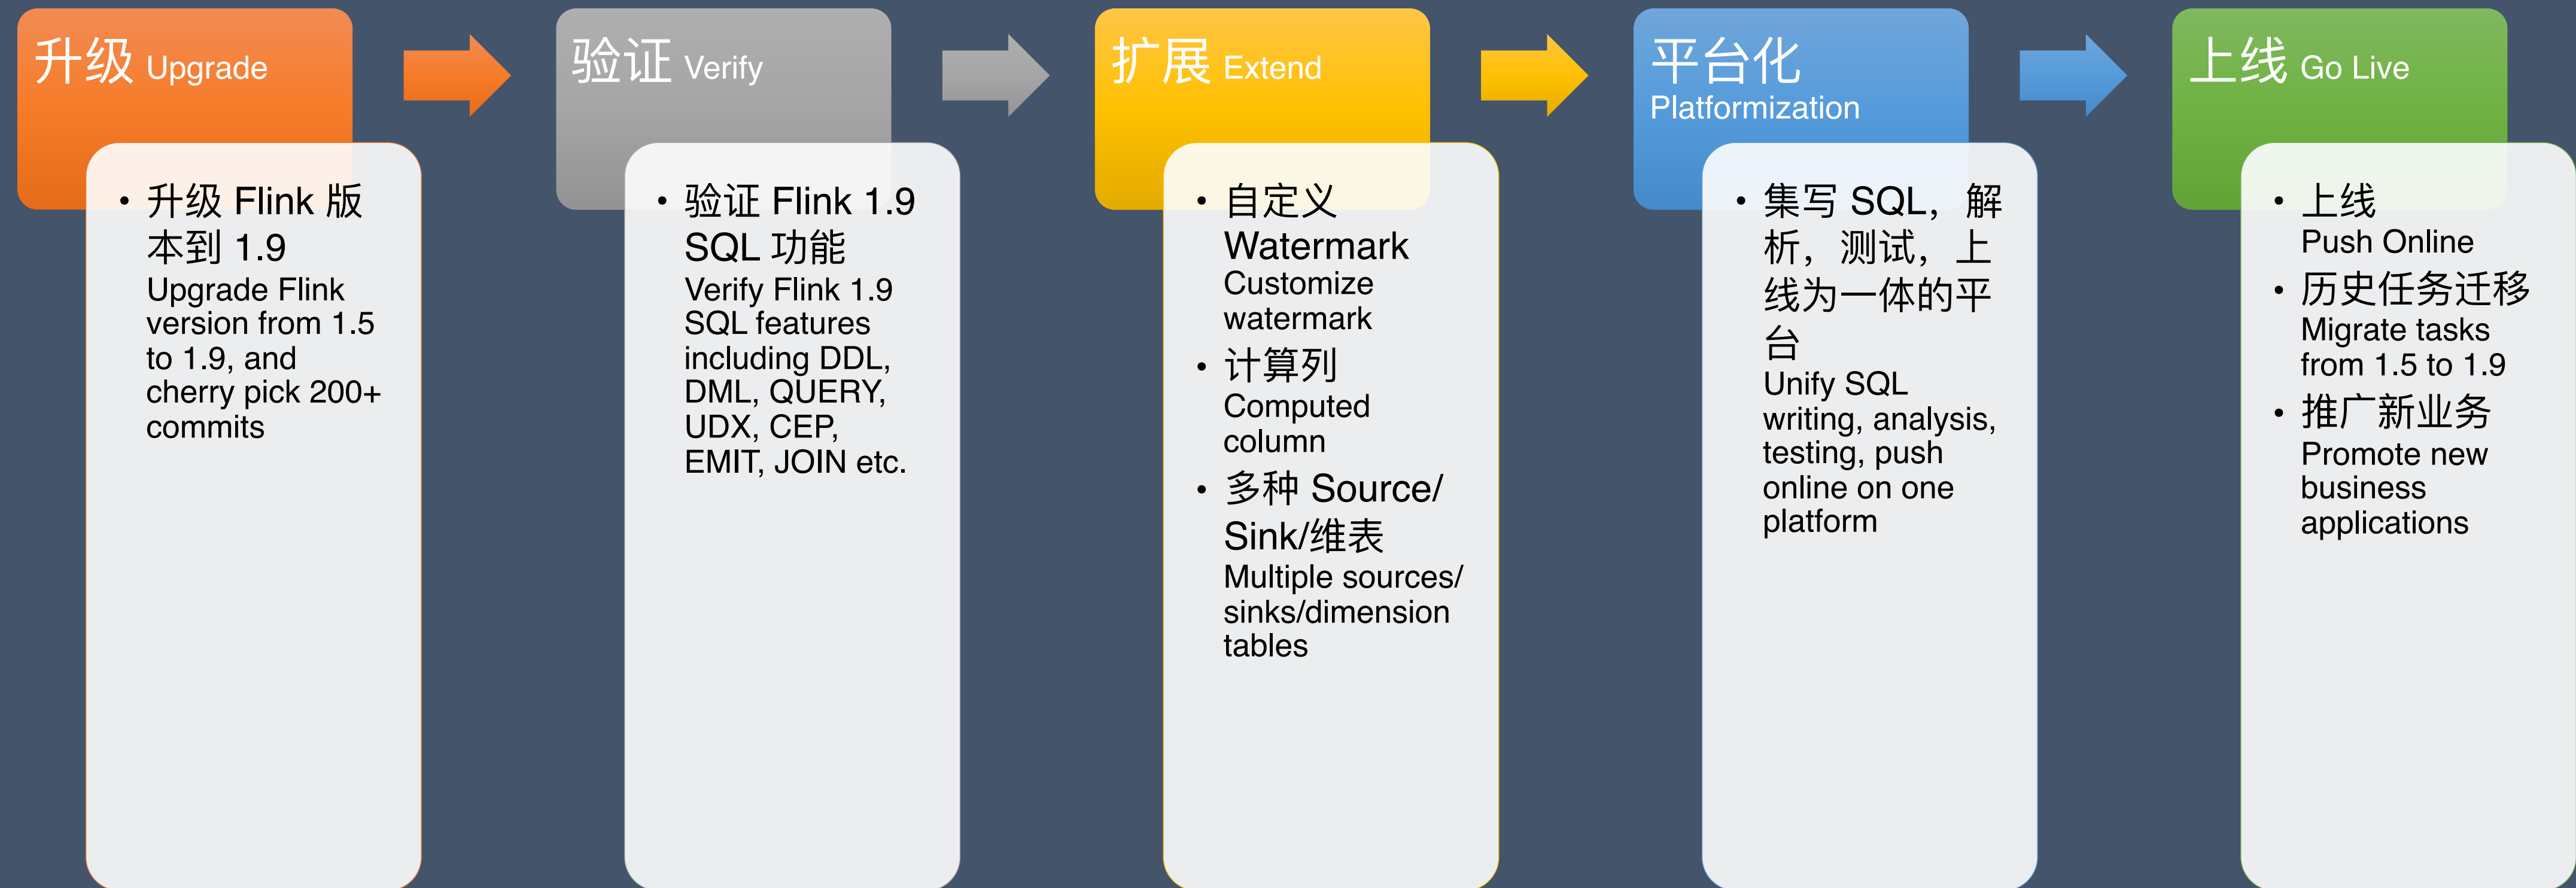 升级 Upgrade
• 升级 Flink 版
本到 1.9
Upgrade Flink
version from 1.5
to 1.9, and
cherry pick 200+
commits
验证 Verify
• 验证 Flink 1.9
SQL 功能
Verify Flink 1.9
SQL features
including DDL,
DML, QUERY,
UDX, CEP,
EMIT, JOIN etc.
扩展 Extend
• 自定义
Watermark
Customize
watermark
• 计算列
Computed
column
• 多种 Source/
Sink/维表
Multiple sources/
sinks/dimension
tables
平台化
Platformization
• 集写 SQL，解
析，测试，上
线为一体的平
台
Unify SQL
writing, analysis,
testing, push
online on one
platform
上线 Go Live
• 上线
Push Online
• 历史任务迁移
Migrate tasks
from 1.5 to 1.9
• 推广新业务
Promote new
business
applications